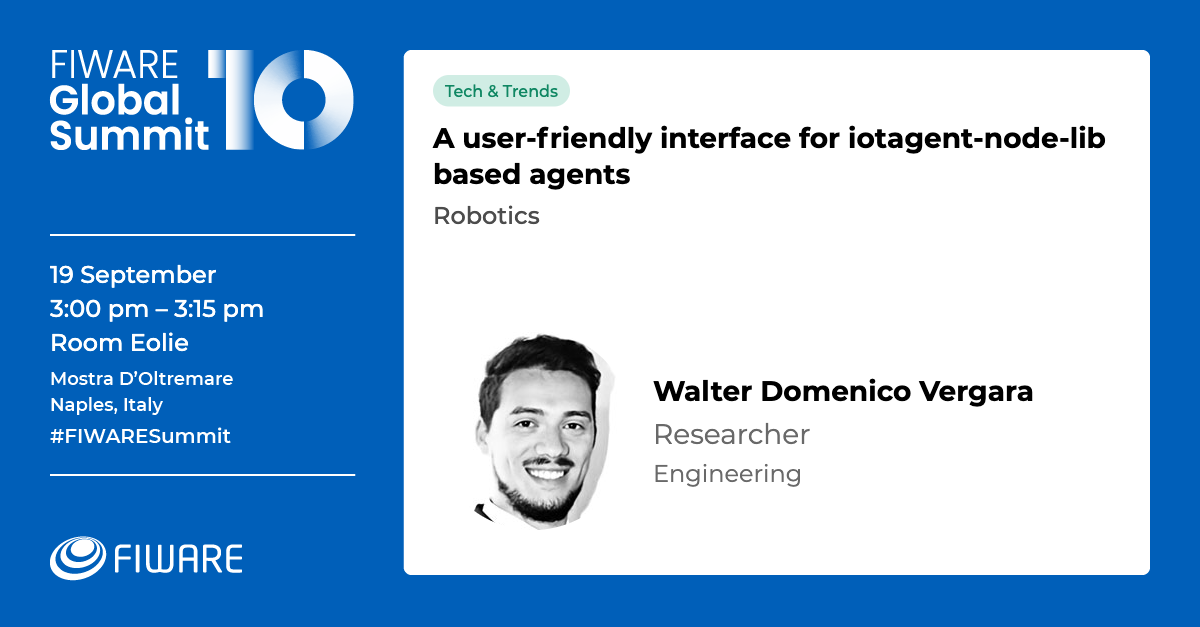 FIWARE
Global
Summit
10
19 September
3:00 pm – 3:15 pm
Room Eolie
Mostra D’Oltremare
Naples, Italy
#FIWARESummit
FIWARE
Tech & Trends
A user-friendly interface for iotagent-node-lib
based agents
Robotics
Walter Domenico Vergara
Researcher
Engineering